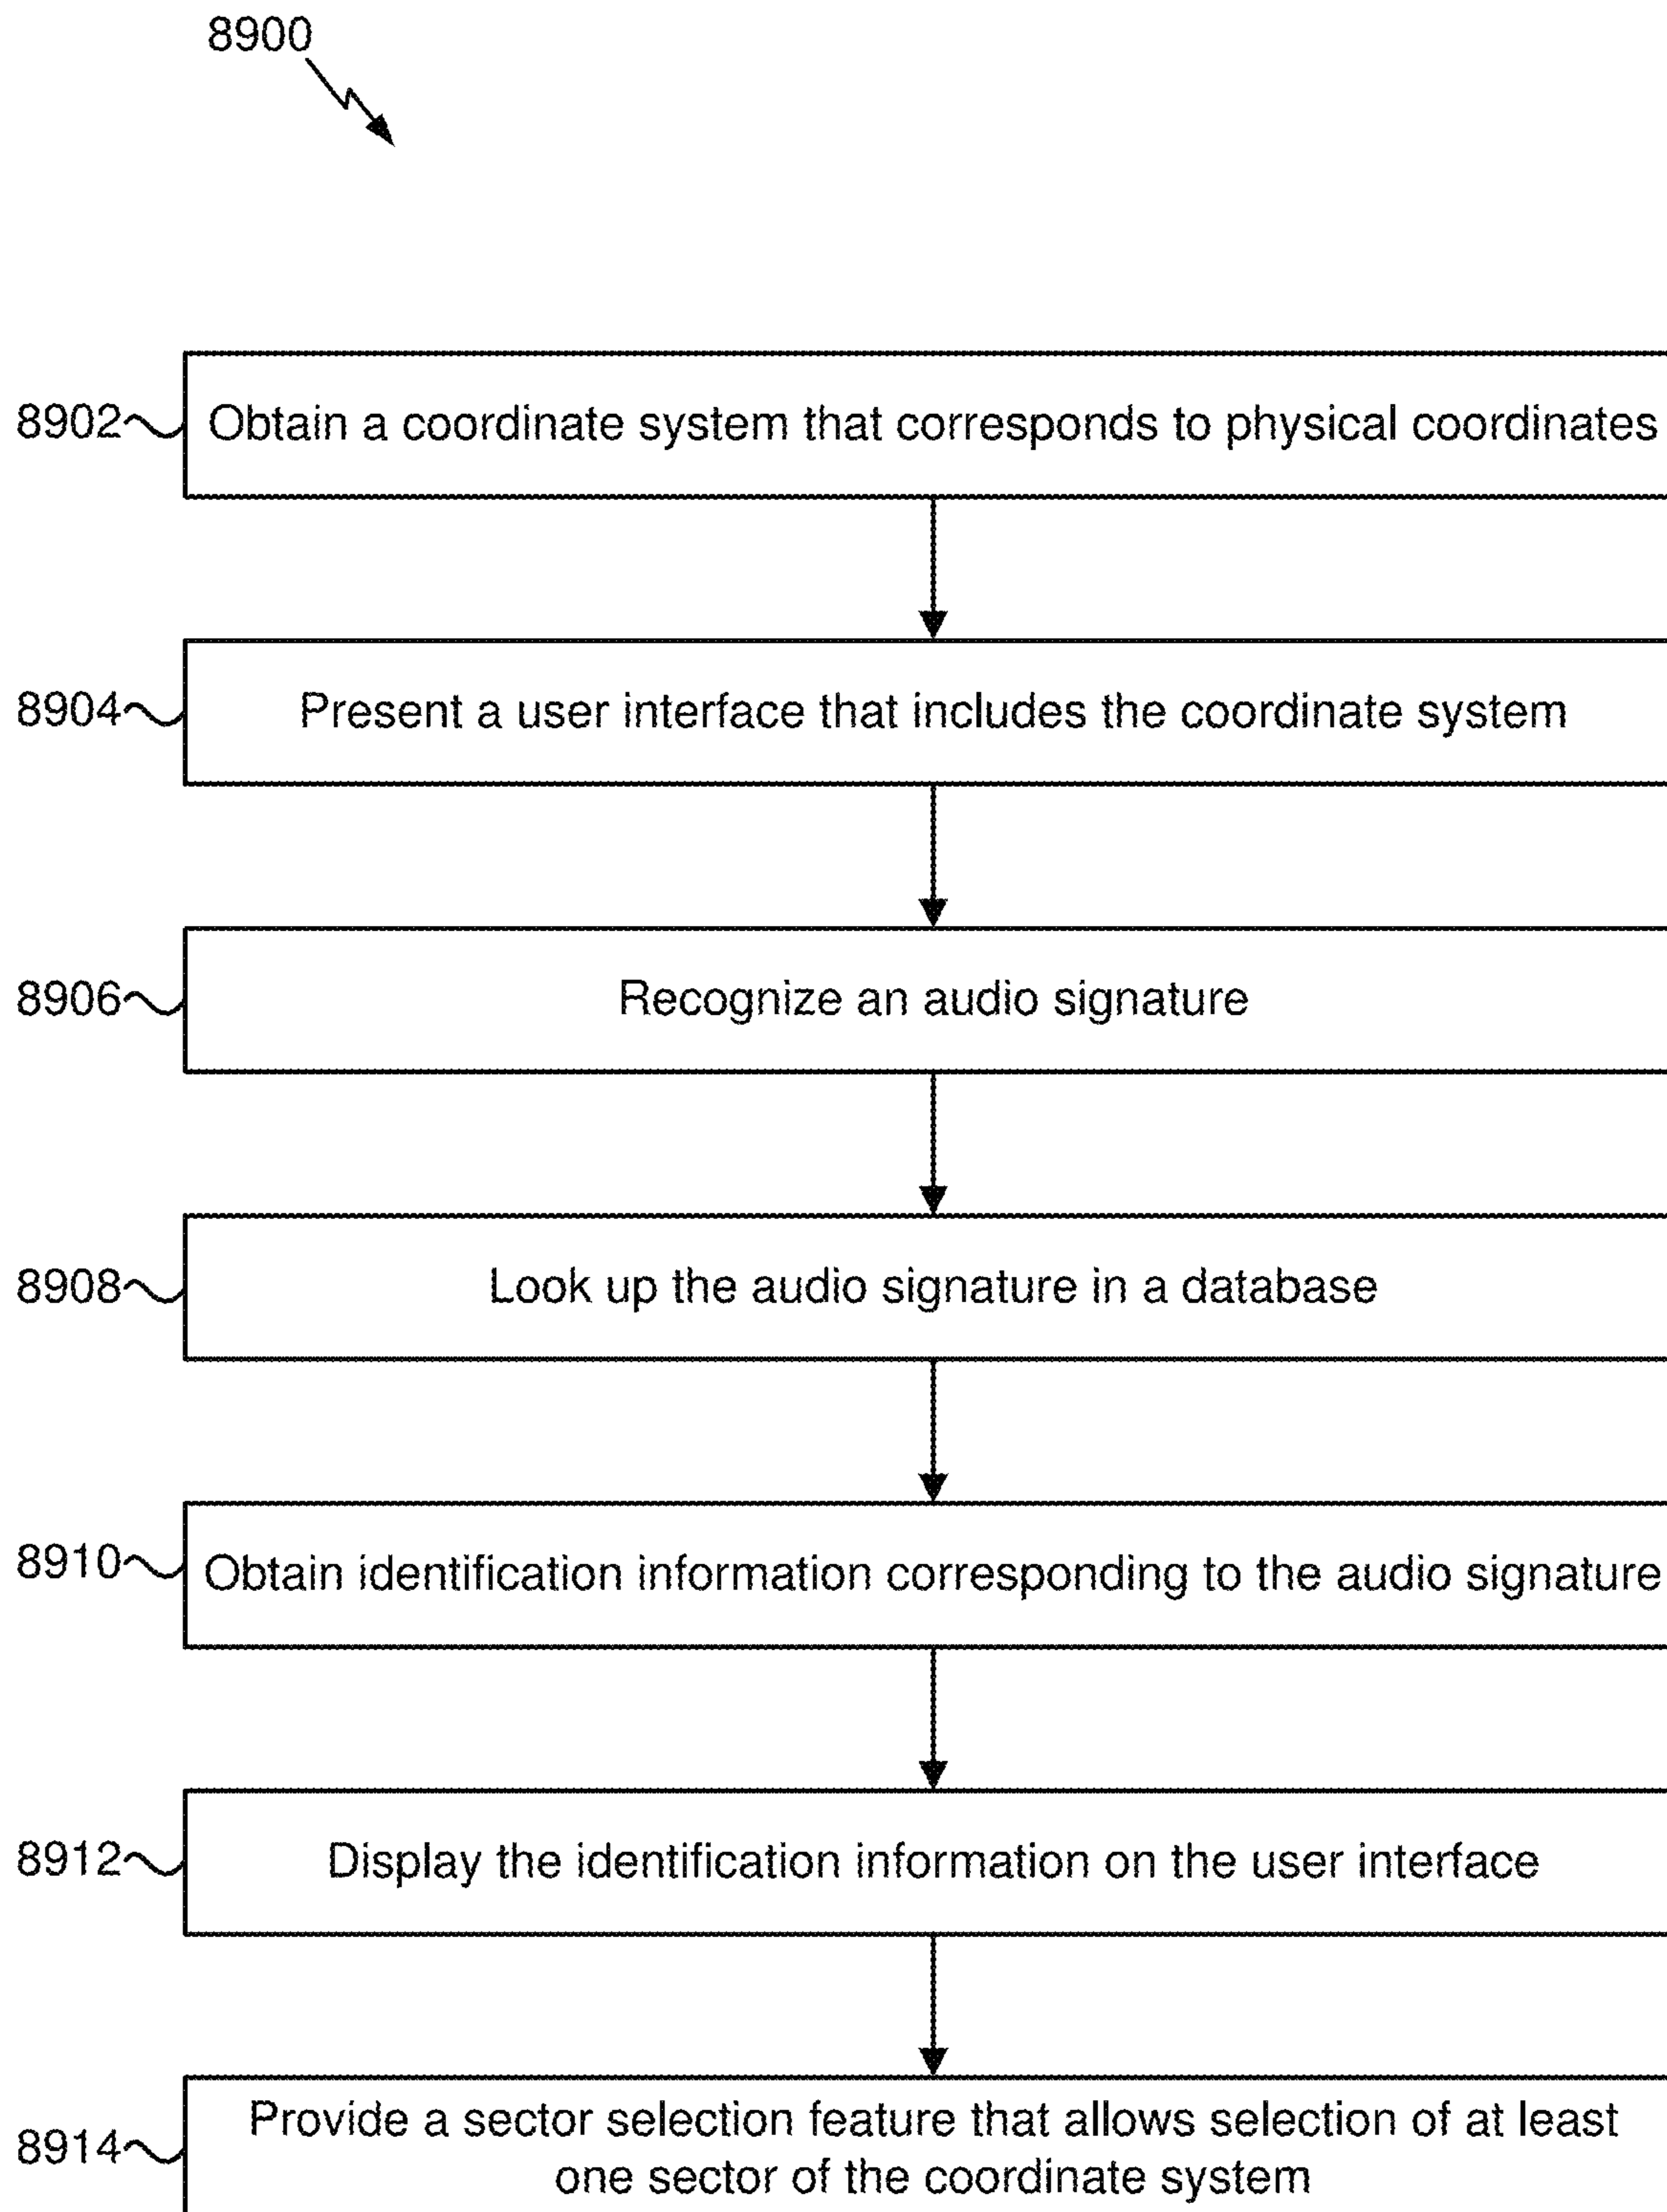 8900
8902 Obtain a coordinate system that corresponds to physical coordinates
8904 Present a user interface that includes the coordinate system
8906 Recognize an audio signature
8908 Look up the audio signature in a database
8910 Obtain identification information corresponding to the audio signature
8912 Display the identification information on the user interface
8914 Provide a sector selection feature that allows selection of at least
one sector of the coordinate system